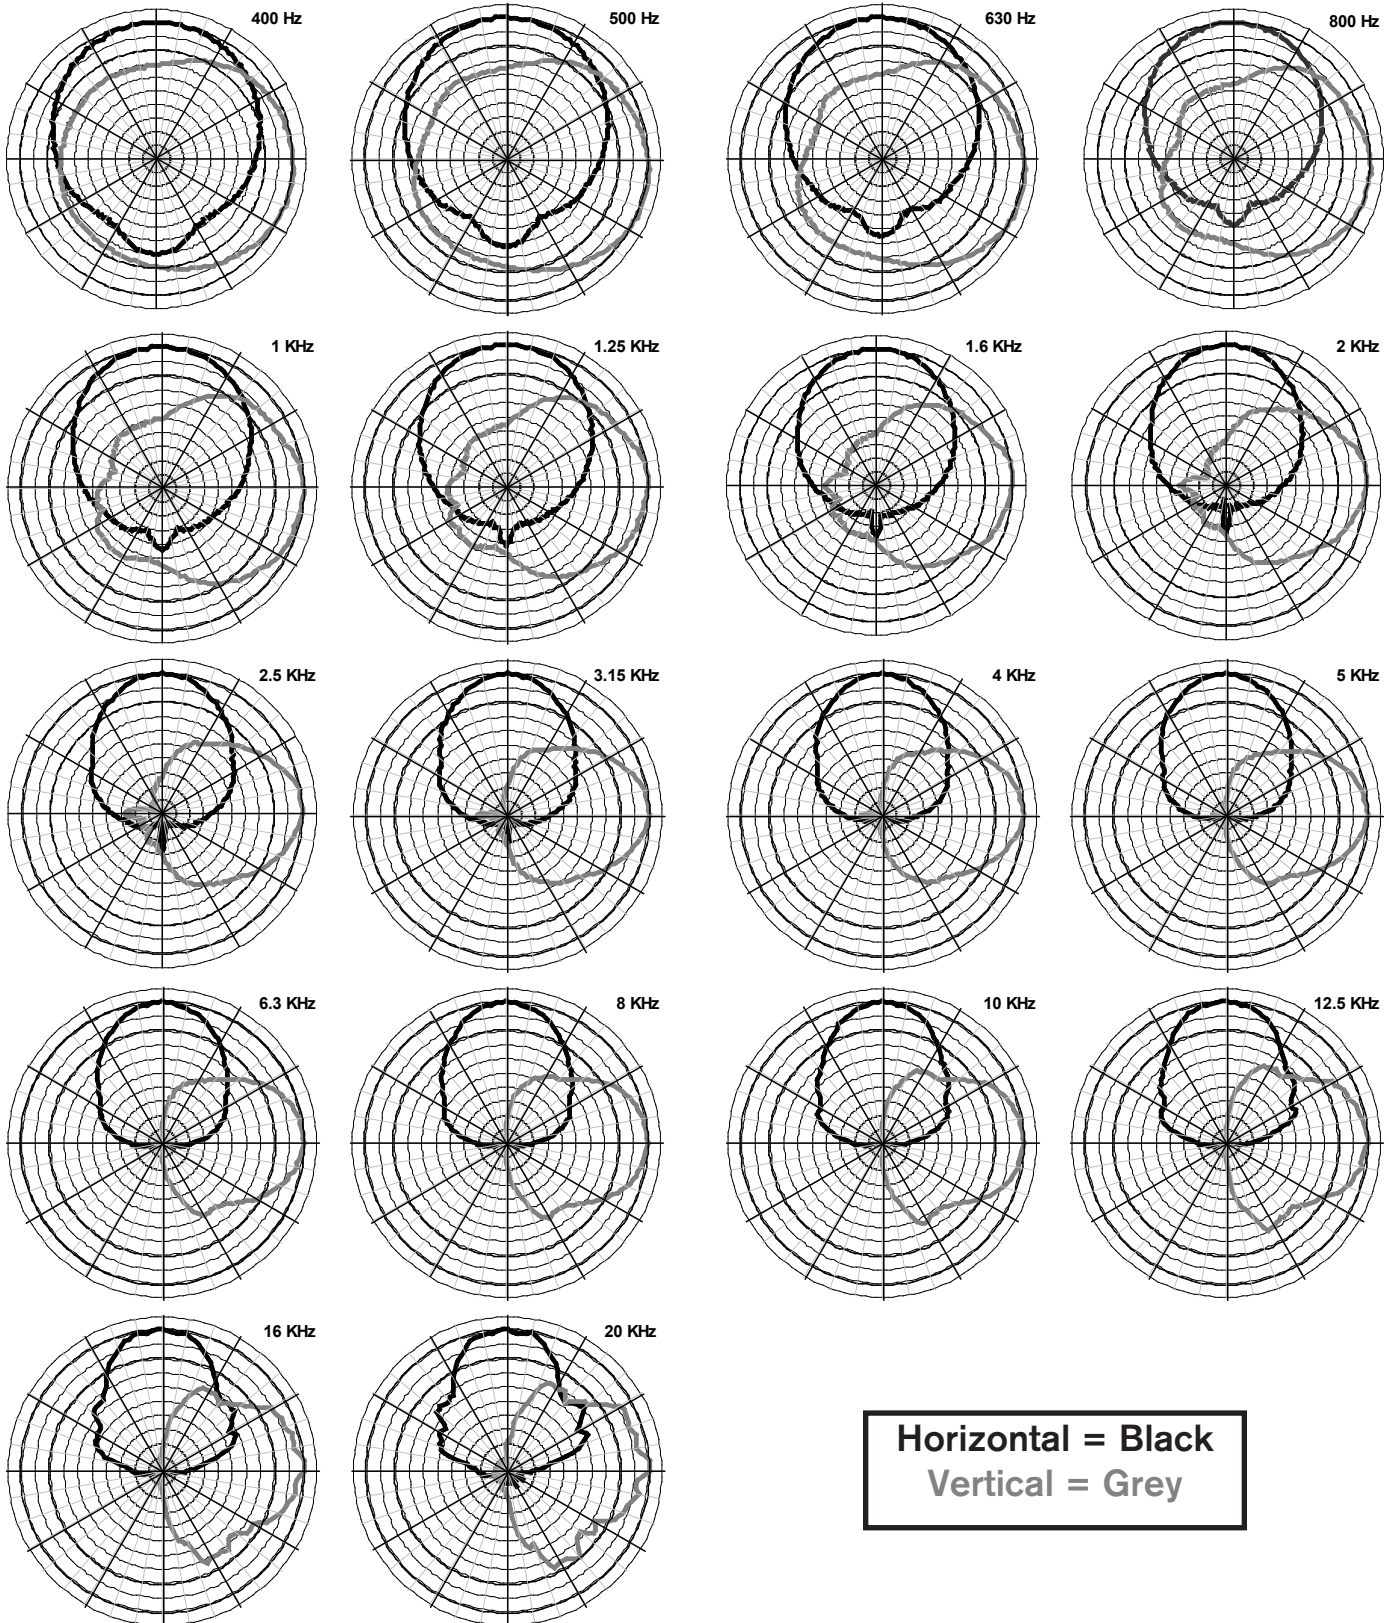 400 Hz
500 Hz
630 Hz
800 Hz
1 KHz
1.25 KHz
1.6 KHz
2 KHz
2.5 KHz
3.15 KHz
4 KHz
5 KHz
6.3 KHz
8 KHz
10 KHz
12.5 KHz
16 KHz
20 KHz
Horizontal = Black
Vertical = Grey